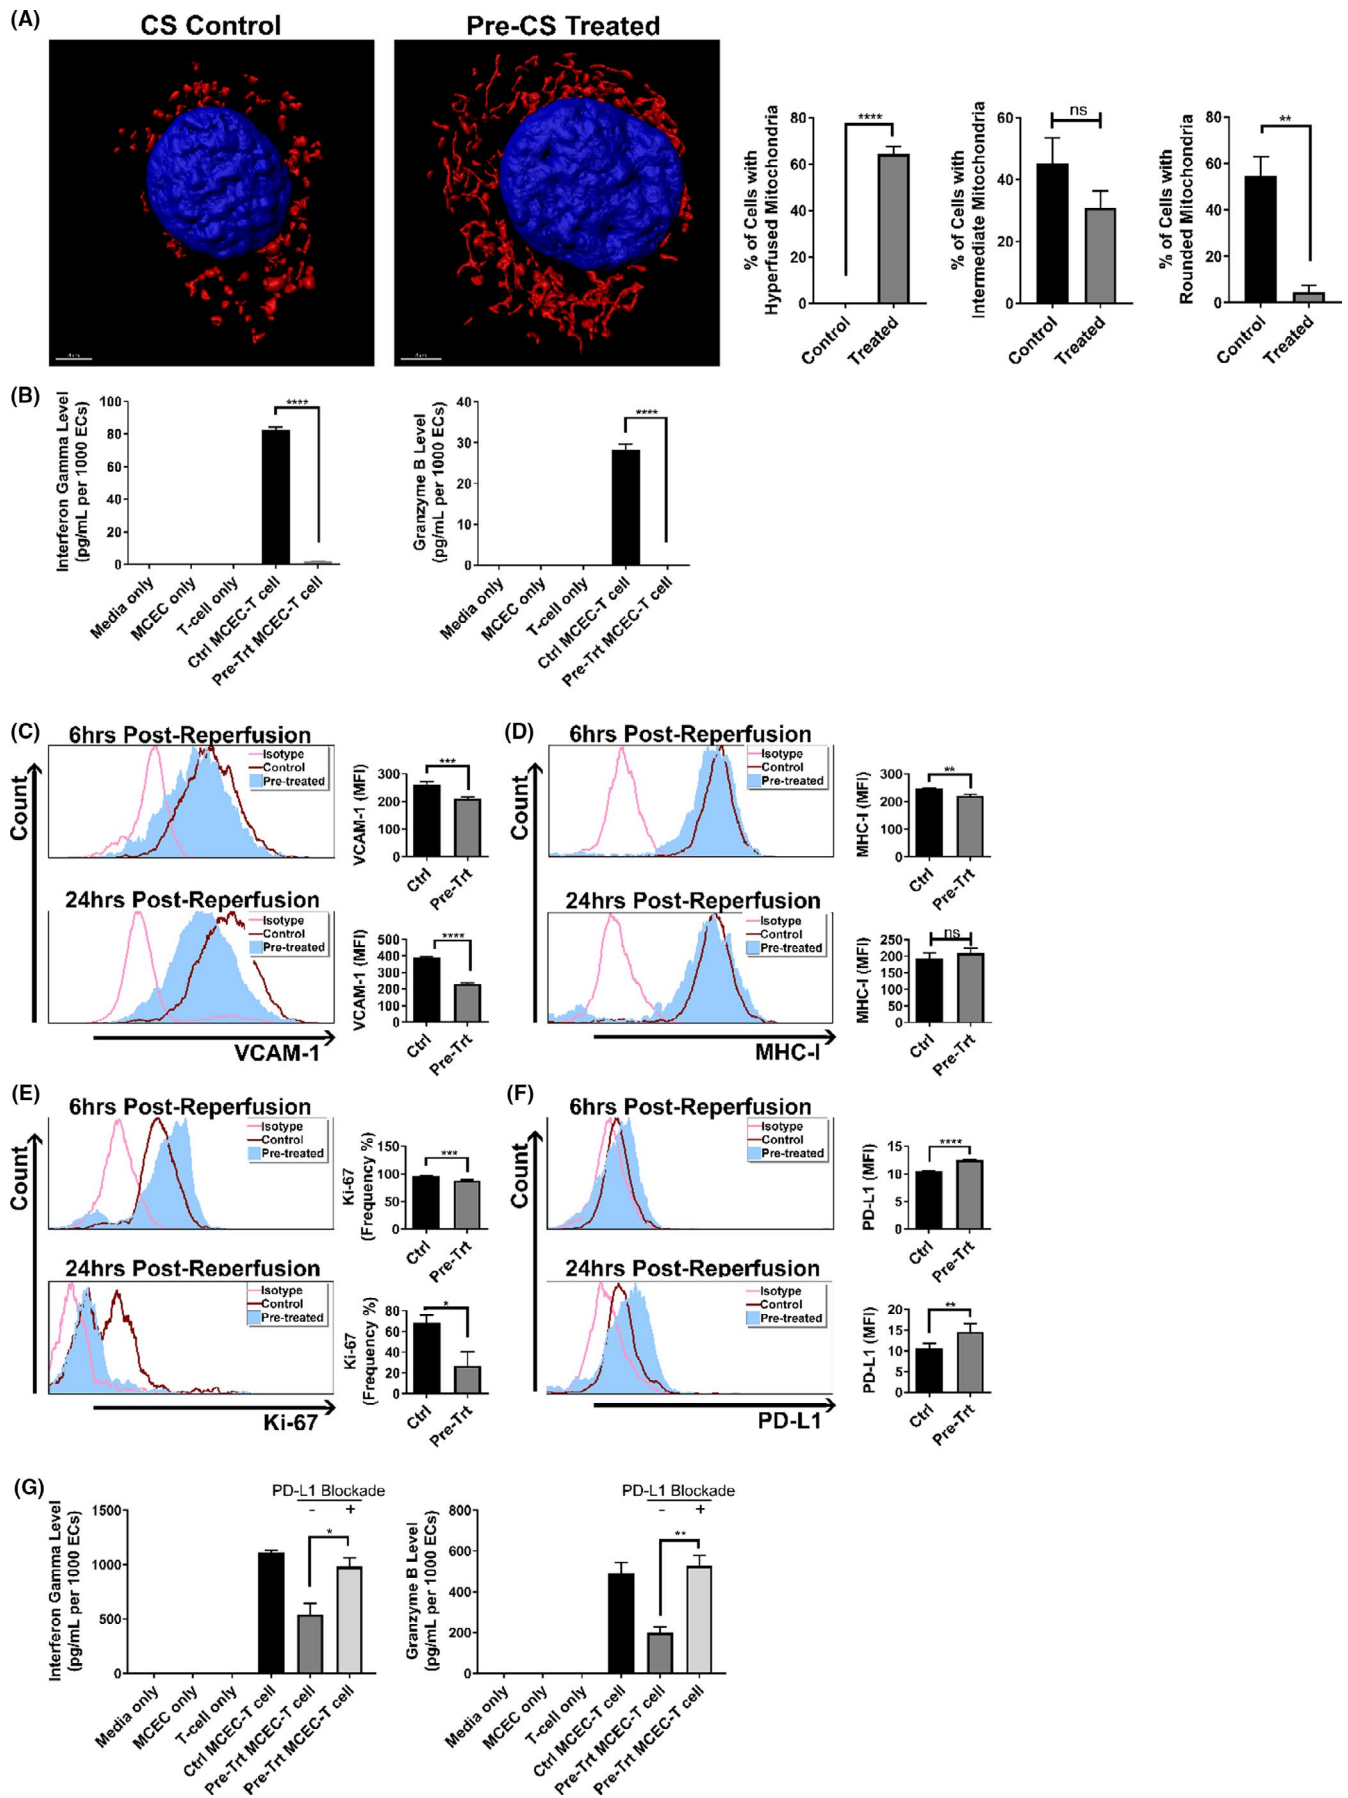 (A)
CS Control
Pre-CS Treated
% of Cells with
Hyperfused Mitochondria
80
60
40
20
0
****
Control
Treated
% of Cells with
Intermediate Mitochondria
60
40
20
0
ns
Control
Treated
% of Cells with
Rounded Mitochondria
80
60
40
20
0
**
Control
Treated
(B)
Interferon Gamma Level
(pg/mL per 1000 ECs)
100
80
60
40
20
0
****
Media only
MCEC only
T-cell only
Ctrl MCEC-T cell
Pre-Trt MCEC-T cell
Granzyme B Level
(pg/mL per 1000 ECs)
40
30
20
10
0
****
Media only
MCEC only
T-cell only
Ctrl MCEC-T cell
Pre-Trt MCEC-T cell
(C)
6hrs Post-Reperfusion
Isotype
Control
Pre-treated
Count
VCAM-1 (MFI)
300
200
100
0
***
Ctrl
Pre-Trt
24hrs Post-Reperfusion
Isotype
Control
Pre-treated
VCAM-1
VCAM-1 (MFI)
500
400
300
200
100
0
****
Ctrl
Pre-Trt
(D)
6hrs Post-Reperfusion
Isotype
Control
Pre-treated
Count
MHC-I (MFI)
300
200
100
0
**
Ctrl
Pre-Trt
24hrs Post-Reperfusion
Isotype
Control
Pre-treated
MHC-I
MHC-I (MFI)
250
200
150
100
50
0
ns
Ctrl
Pre-Trt
(E)
6hrs Post-Reperfusion
Isotype
Control
Pre-treated
Count
Ki-67
(Frequency %)
150
100
50
0
***
Ctrl
Pre-Trt
24hrs Post-Reperfusion
Isotype
Control
Pre-treated
Ki-67
Ki-67
(Frequency %)
80
60
40
20
0
*
Ctrl
Pre-Trt
(F)
6hrs Post-Reperfusion
Isotype
Control
Pre-treated
Count
PD-L1 (MFI)
15
10
5
0
****
Ctrl
Pre-Trt
24hrs Post-Reperfusion
Isotype
Control
Pre-treated
PD-L1
PD-L1 (MFI)
20
15
10
5
0
**
Ctrl
Pre-Trt
(G)
Interferon Gamma Level
(pg/mL per 1000 ECs)
1500
1000
500
0
PD-L1 Blockade
- +
*
Media only
MCEC only
T-cell only
Ctrl MCEC-T cell
Pre-Trt MCEC-T cell
Pre-Trt MCEC-T cell
Granzyme B Level
(pg/mL per 1000 ECs)
800
600
400
200
0
PD-L1 Blockade
- +
**
Media only
MCEC only
T-cell only
Ctrl MCEC-T cell
Pre-Trt MCEC-T cell
Pre-Trt MCEC-T cell